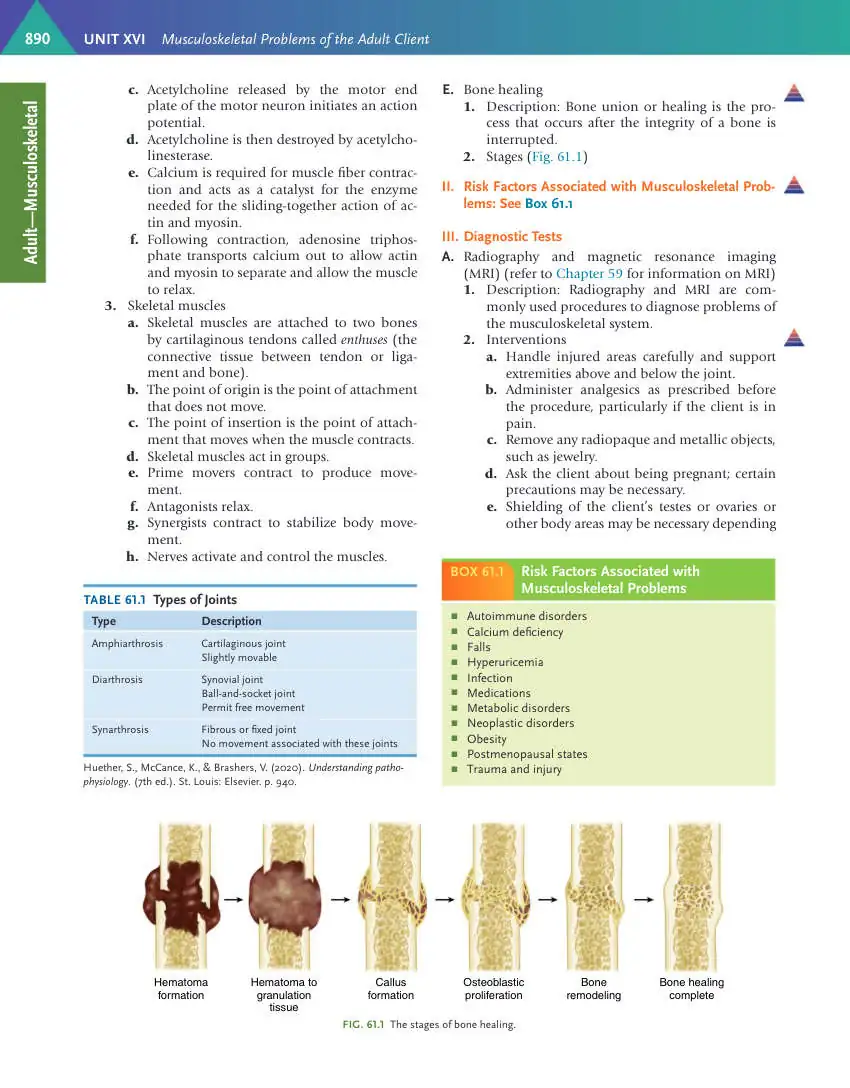 890
UNIT XVI Musculoskeletal Problems of the Adult Client
Adult—Musculoskeletal
c. Acetylcholine released by the motor end
plate of the motor neuron initiates an action
potential.
d. Acetylcholine is then destroyed by acetylcho-
linesterase.
e. Calcium is required for muscle fiber contrac-
tion and acts as a catalyst for the enzyme
needed for the sliding-together action of ac-
tin and myosin.
f. Following contraction, adenosine triphos-
phate transports calcium out to allow actin
and myosin to separate and allow the muscle
to relax.
3. Skeletal muscles
a. Skeletal muscles are attached to two bones
by cartilaginous tendons called enthuses (the
connective tissue between tendon or liga-
ment and bone).
b. The point of origin is the point of attachment
that does not move.
c. The point of insertion is the point of attach-
ment that moves when the muscle contracts.
d. Skeletal muscles act in groups.
e. Prime movers contract to produce move-
ment.
f. Antagonists relax.
g. Synergists contract to stabilize body move-
ment.
h. Nerves activate and control the muscles.
TABLE 61.1 Types of Joints
Type Description
Amphiarthrosis Cartilaginous joint
Slightly movable
Diarthrosis Synovial joint
Ball-and-socket joint
Permit free movement
Synarthrosis Fibrous or fixed joint
No movement associated with these joints
Huether, S., McCance, K., & Brashers, V. (2020). Understanding patho-
physiology. (7th ed.). St. Louis: Elsevier. p. 940.
E. Bone healing
1. Description: Bone union or healing is the pro-
cess that occurs after the integrity of a bone is
interrupted.
2. Stages (Fig. 61.1)
II. Risk Factors Associated with Musculoskeletal Prob-
lems: See Box 61.1
III. Diagnostic Tests
A. Radiography and magnetic resonance imaging
(MRI) (refer to Chapter 59 for information on MRI)
1. Description: Radiography and MRI are com-
monly used procedures to diagnose problems of
the musculoskeletal system.
2. Interventions
a. Handle injured areas carefully and support
extremities above and below the joint.
b. Administer analgesics as prescribed before
the procedure, particularly if the client is in
pain.
c. Remove any radiopaque and metallic objects,
such as jewelry.
d. Ask the client about being pregnant; certain
precautions may be necessary.
e. Shielding of the client's testes or ovaries or
other body areas may be necessary depending
BOX 61.1 Risk Factors Associated with
Musculoskeletal Problems
■ Autoimmune disorders
■ Calcium deficiency
■ Falls
■ Hyperuricemia
■ Infection
■ Medications
■ Metabolic disorders
■ Neoplastic disorders
■ Obesity
■ Postmenopausal states
■ Trauma and injury
Hematoma
formation
Hematoma to
granulation
tissue
Callus
formation
Osteoblastic
proliferation
Bone
remodeling
Bone healing
complete
FIG. 61.1 The stages of bone healing.